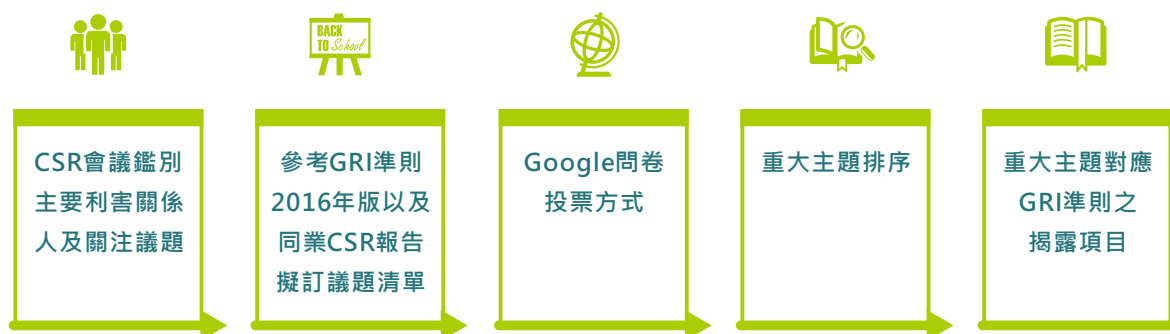 BACK
TO School
CSR會議鑑別
主要利害關係
人及關注議題
參考GRI準則
2016年版以及
同業CSR報告
擬訂議題清單
Google問卷
投票方式
重大主題排序
重大主題對應
GRI準則之
揭露項目